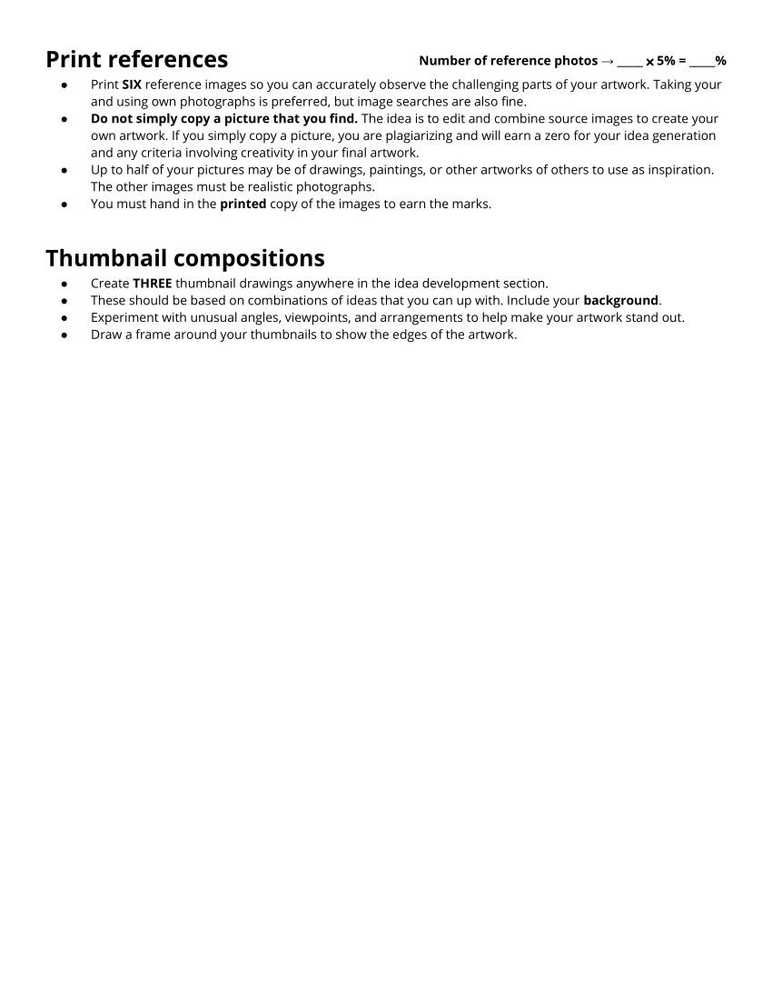 Print references
Number of reference photos → ____ × 5% = ____%
● Print SIX reference images so you can accurately observe the challenging parts of your artwork. Taking your
and using own photographs is preferred, but image searches are also fine.
● Do not simply copy a picture that you find. The idea is to edit and combine source images to create your
own artwork. If you simply copy a picture, you are plagiarizing and will earn a zero for your idea generation
and any criteria involving creativity in your final artwork.
● Up to half of your pictures may be of drawings, paintings, or other artworks of others to use as inspiration.
The other images must be realistic photographs.
● You must hand in the printed copy of the images to earn the marks.
Thumbnail compositions
● Create THREE thumbnail drawings anywhere in the idea development section.
● These should be based on combinations of ideas that you can up with. Include your background.
● Experiment with unusual angles, viewpoints, and arrangements to help make your artwork stand out.
● Draw a frame around your thumbnails to show the edges of the artwork.